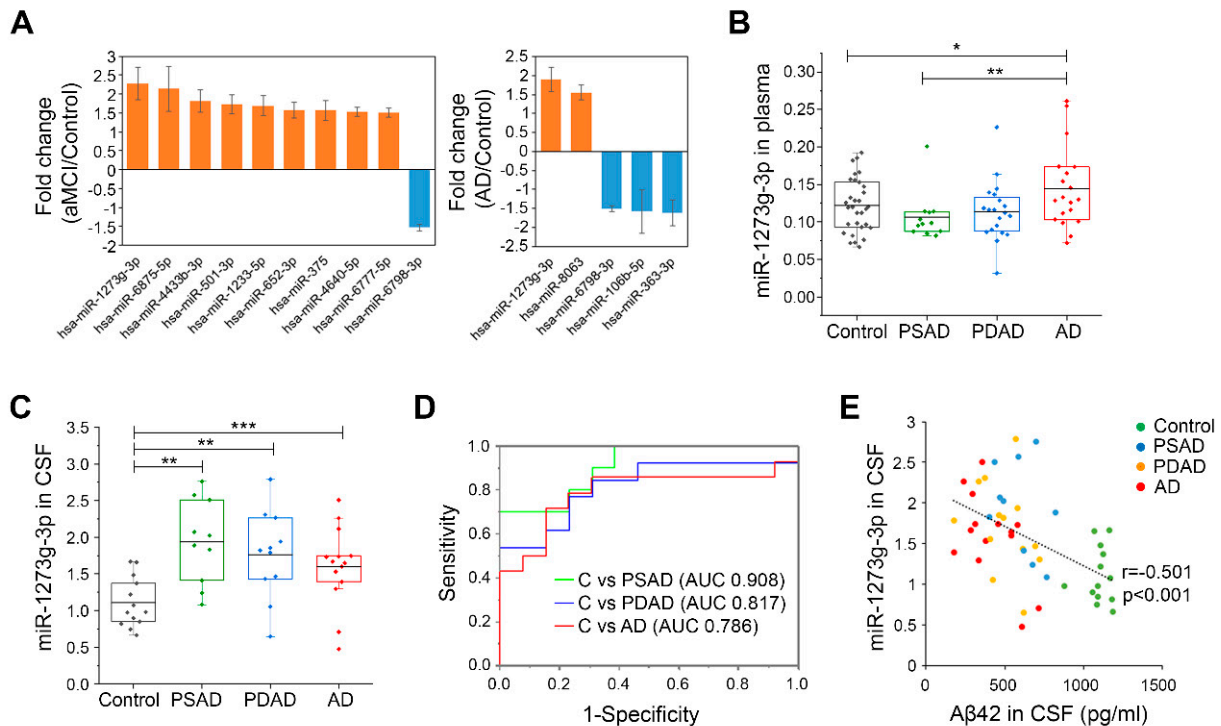 A
Fold change
(aMCI/Control)
2.5
2
1.5
1
0.5
0
-0.5
-1
-1.5
2
hsa-miR-1273g-3p
hsa-miR-6875-5p
hsa-miR-4433b-3p
hsa-miR-501-3p
hsa-miR-1233-5p
hsa-miR-652-3p
hsa-miR-375
hsa-miR-4640-5p
hsa-miR-6777-5p
hsa-miR-6798-3p
Fold change
(AD/Control)
2.5
2
1.5
1
0.5
0
-0.5
-1
-1.5
-2
-2.5
hsa-miR-1273g-3p
hsa-miR-8063
hsa-miR-6798-3p
hsa-miR-106b-5p
hsa-miR-363-3p
B
miR-1273g-3p in plasma
0.30
0.25
0.20
0.15
0.10
0.05
0.00
*
**
Control PSAD PDAD AD
C
miR-1273g-3p in CSF
3.5
3.0
2.5
2.0
1.5
1.0
0.5
0.0
***
**
**
Control PSAD PDAD AD
D
Sensitivity
1.0
0.8
0.6
0.4
0.2
0.0
C vs PSAD (AUC 0.908)
C vs PDAD (AUC 0.817)
C vs AD (AUC 0.786)
0.0 0.2 0.4 0.6 0.8 1.0
1-Specificity
E
miR-1273g-3p in CSF
3
2.5
2
1.5
1
0.5
0
Control
PSAD
PDAD
AD
r=-0.501
p<0.001
0 500 1000 1500
Aβ42 in CSF (pg/ml)